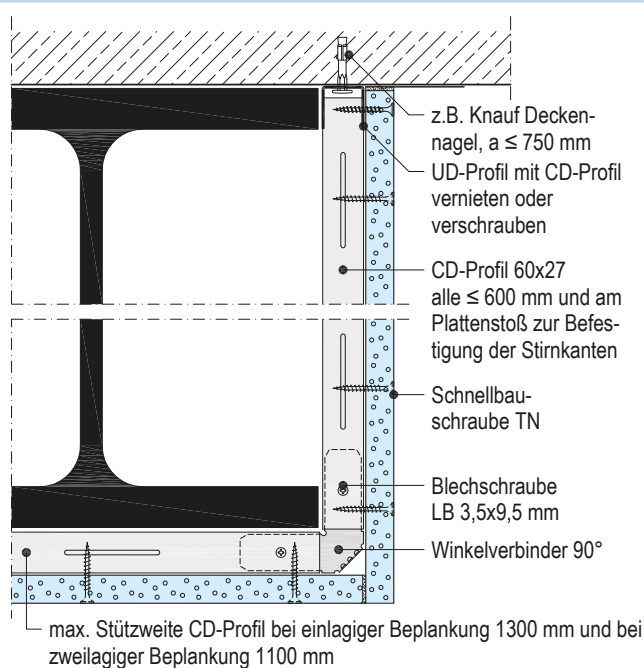 z.B. Knauf Decken-
nagel, a ≤ 750 mm
UD-Profil mit CD-Profil
vernieten oder
verschrauben
CD-Profil 60x27
alle ≤ 600 mm und am
Plattenstoß zur Befes-
tigung der Stirnkanten
Schnellbau-
schraube TN
Blechschraube
LB 3,5x9,5 mm
Winkelverbinder 90°
max. Stützweite CD-Profil bei einlagiger Beplankung 1300 mm und bei
zweilagiger Beplankung 1100 mm